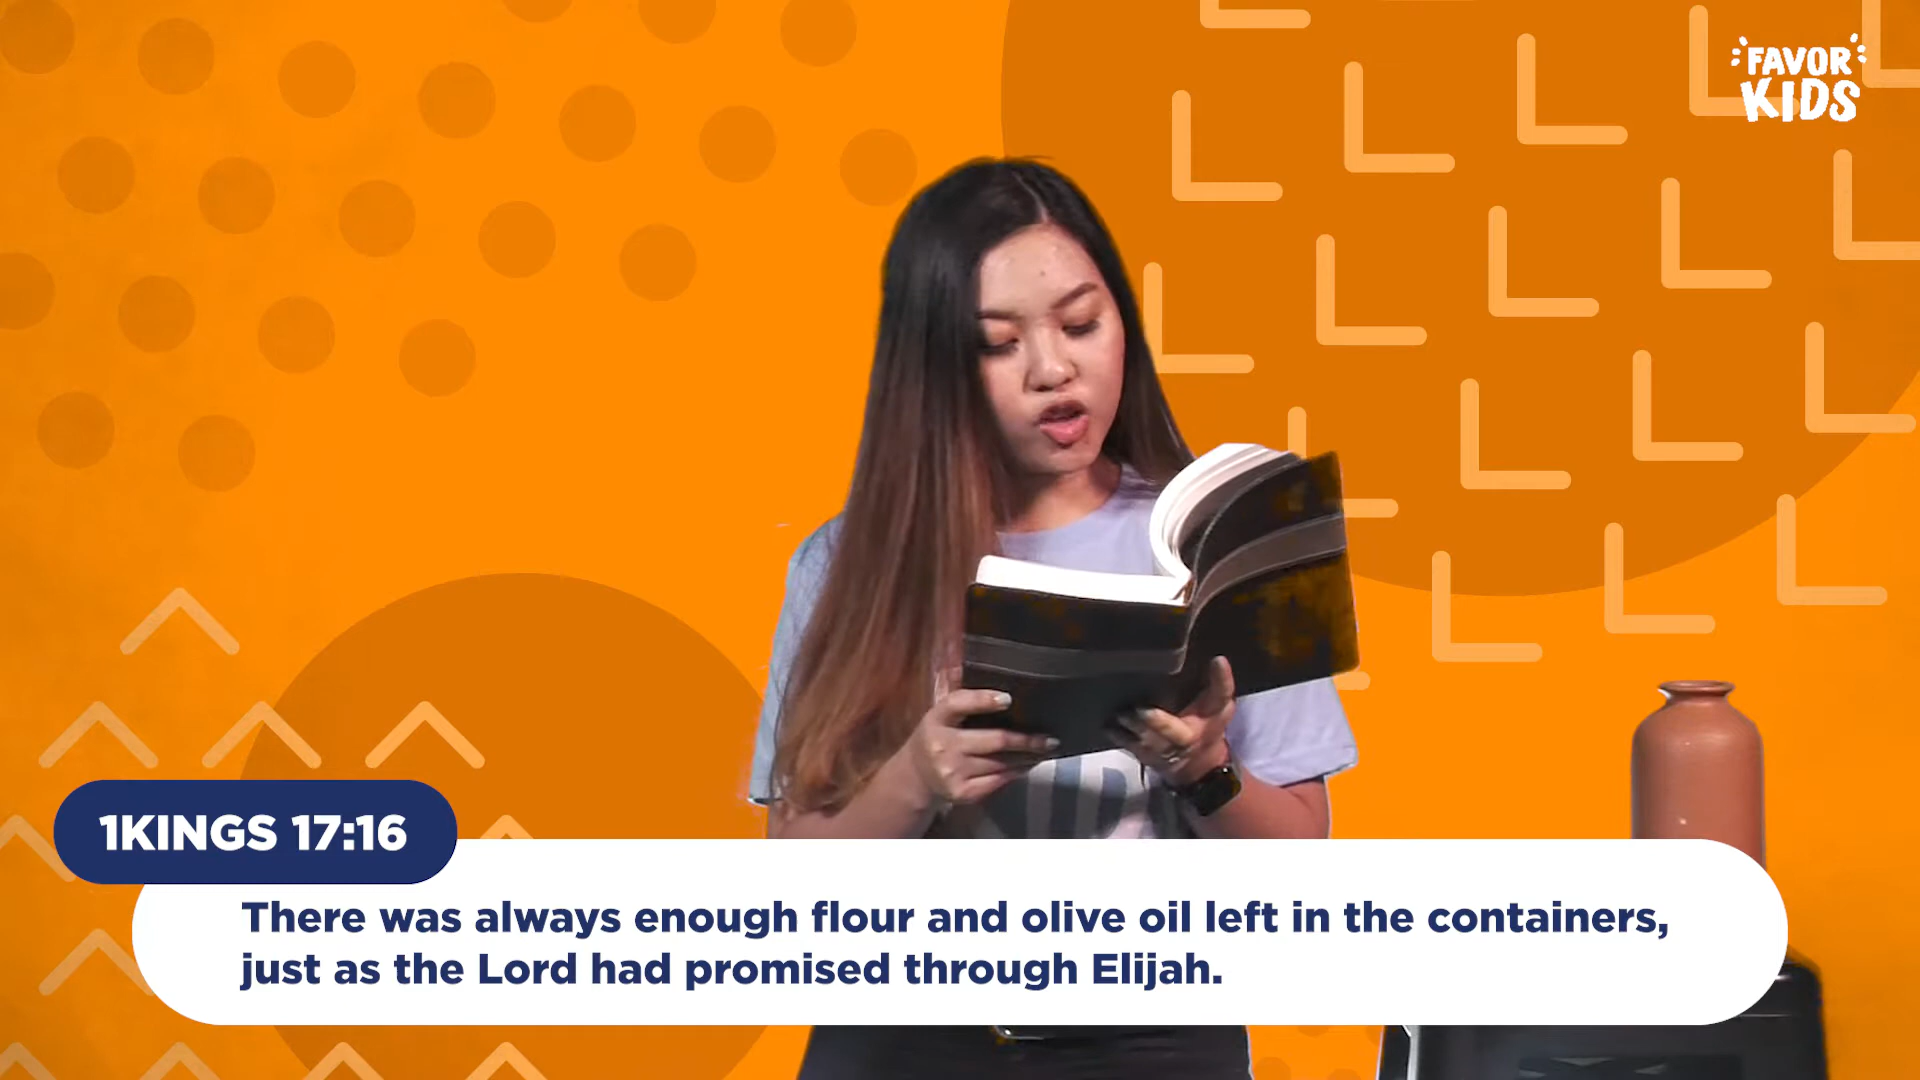 FAVOR
KIDS
1KINGS 17:16
There was always enough flour and olive oil left in the containers,
just as the Lord had promised through Elijah.